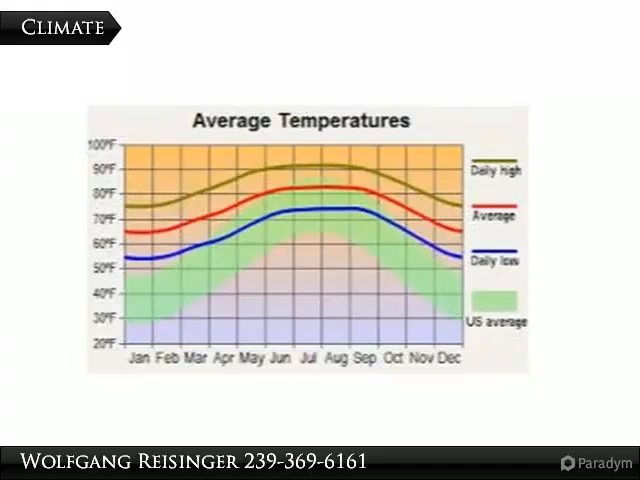 Climate
Average Temperatures
100°F
90°F
80°F
70°F
60°F
50°F
40°F
30°F
20°F
Jan Feb Mar Apr May Jun Jul Aug Sep Oct Nov Dec
Daily high
Average
Daily low
US average
Wolfgang Reisinger 239-369-6161
Paradym